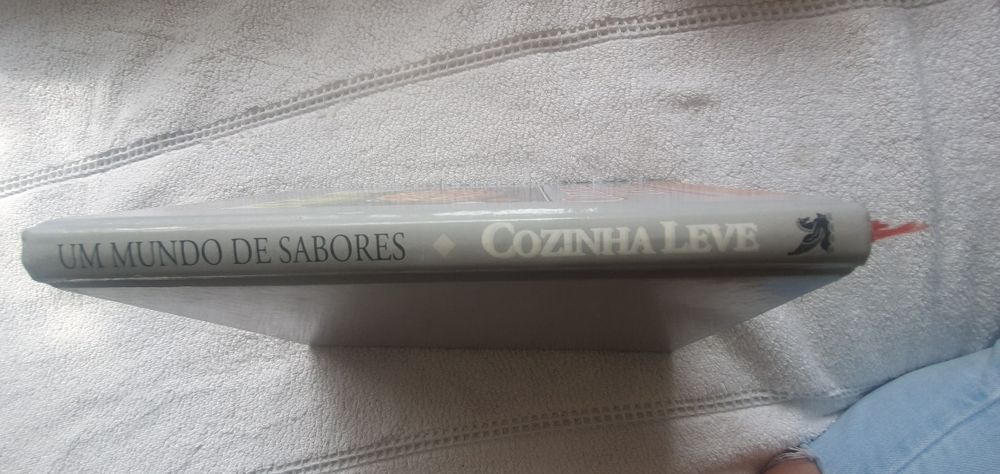 UM MUNDO DE SABORES COZINHA LEVE